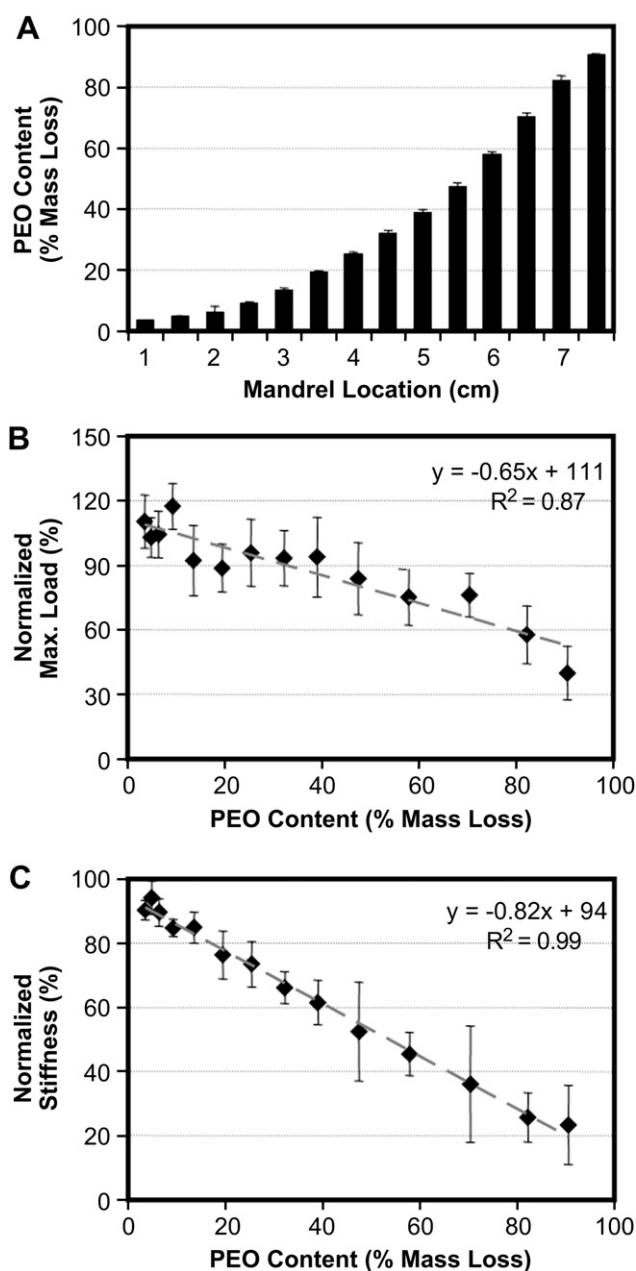 A
PEO Content
(% Mass Loss)
100
80
60
40
20
0
1 2 3 4 5 6 7
Mandrel Location (cm)
B
Normalized
Max. Load (%)
150
120
90
60
30
0
y = -0.65x + 111
R² = 0.87
0 20 40 60 80 100
PEO Content (% Mass Loss)
C
Normalized
Stiffness (%)
100
80
60
40
20
0
y = -0.82x + 94
R² = 0.99
0 20 40 60 80 100
PEO Content (% Mass Loss)